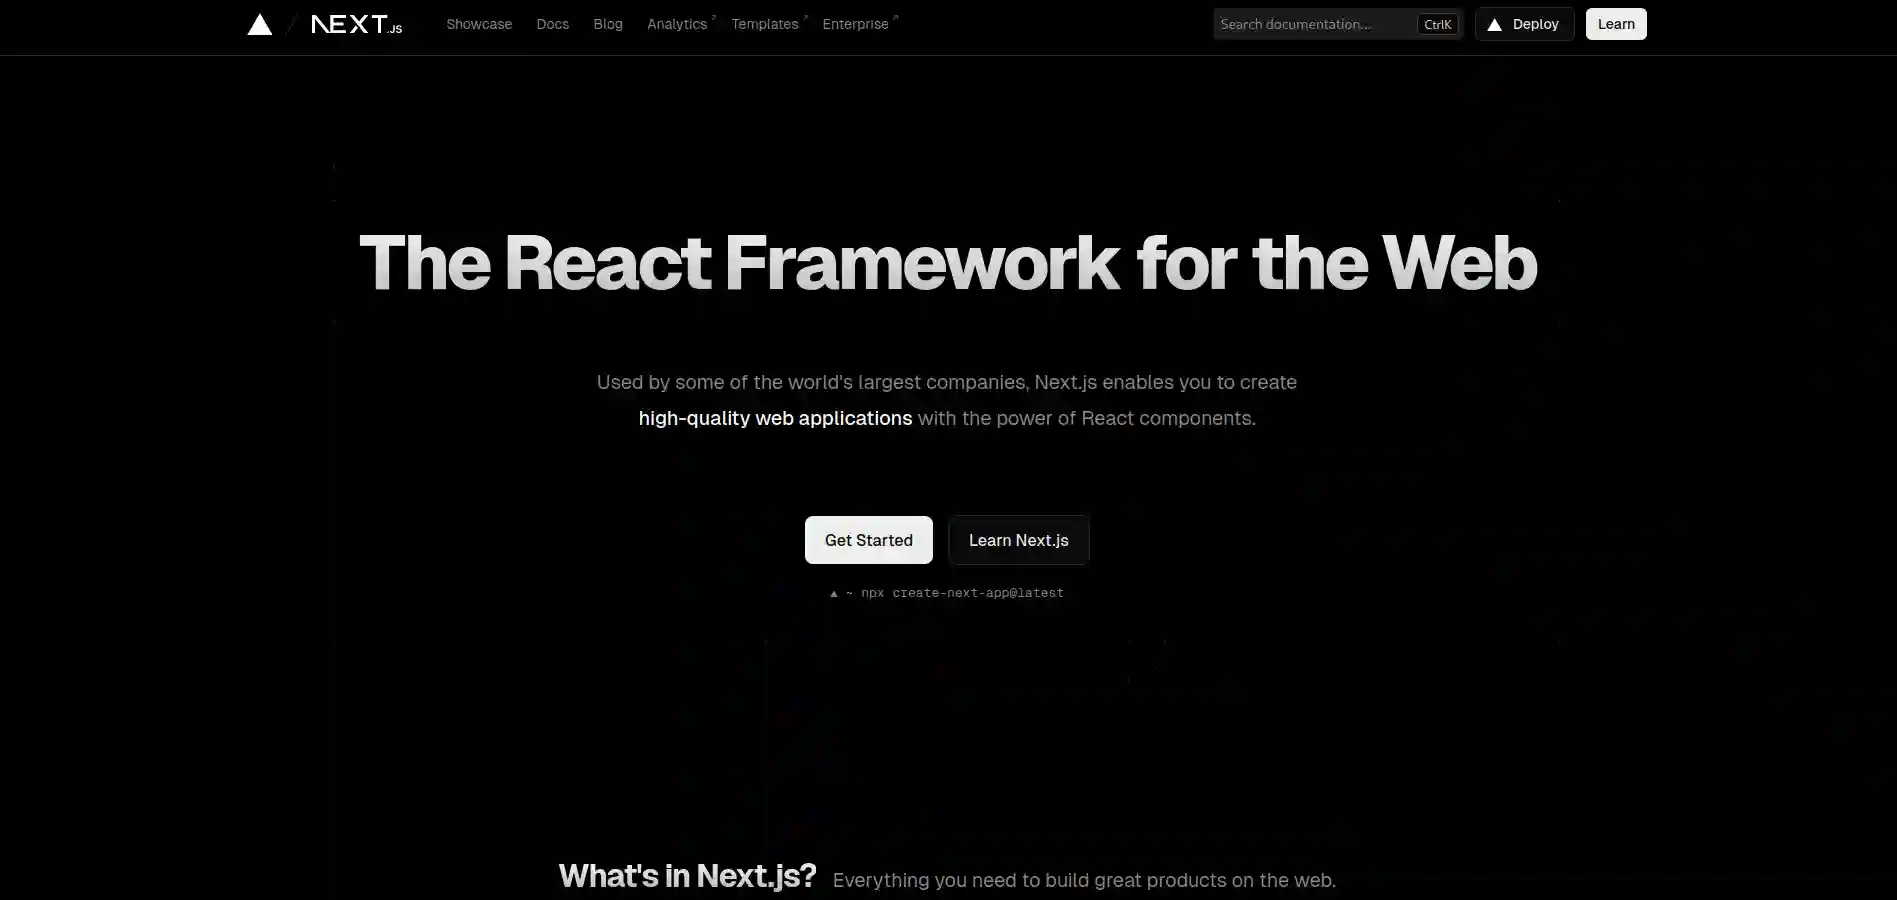 NEXT.JS
Showcase
Docs
Blog
Analytics
Templates
Enterprise
Search documentation...
CtrlK
Deploy
Learn
The React Framework for the Web
Used by some of the world's largest companies, Next.js enables you to create
high-quality web applications with the power of React components.
Get Started
Learn Next.js
▲ ~ npx create-next-app@latest
What's in Next.js?
Everything you need to build great products on the web.